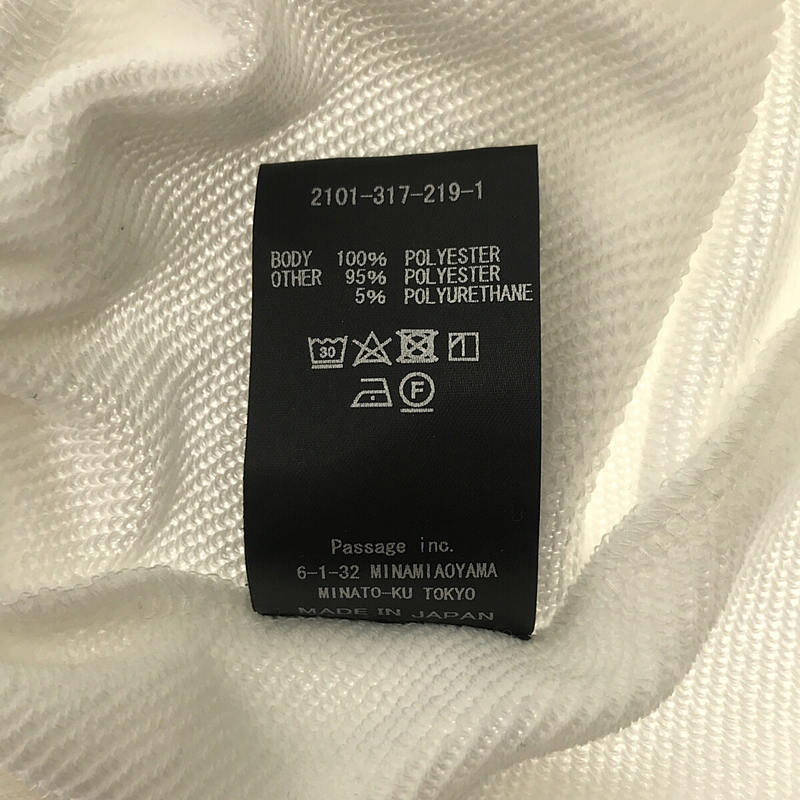 2101-317-219-1
BODY 100% POLYESTER
OTHER 95% POLYESTER
5% POLYURETHANE
30
F
Passage inc.
6-1-32 MINAMIAOYAMA
MINATO-KU TOKYO
MADE IN JAPAN